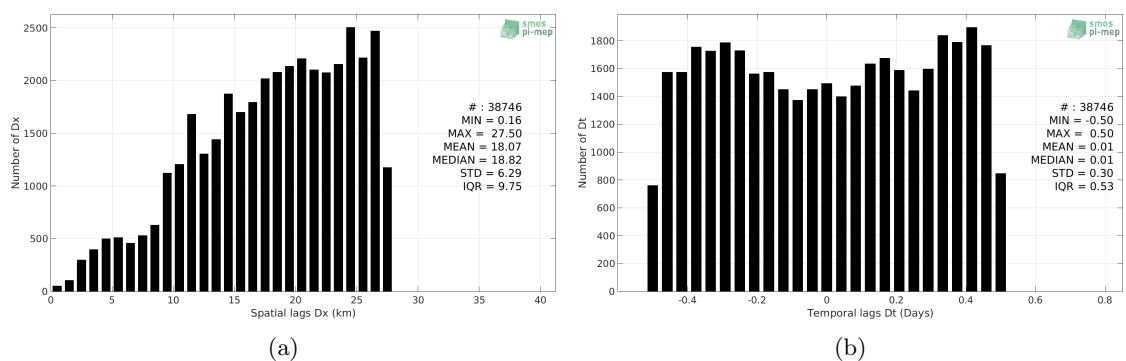 2500
2000
1500
1000
500
0
0 5 10 15 20 25 30 35 40
Number of Dx
Spatial lags Dx (km)
smos
pi-mep
# : 38746
MIN = 0.16
MAX = 27.50
MEAN = 18.07
MEDIAN = 18.82
STD = 6.29
IQR = 9.75
(a)
1800
1600
1400
1200
1000
800
600
400
200
0
-0.4 -0.2 0 0.2 0.4 0.6 0.8
Number of Dt
Temporal lags Dt (Days)
smos
pi-mep
# : 38746
MIN = -0.50
MAX = 0.50
MEAN = 0.01
MEDIAN = 0.01
STD = 0.30
IQR = 0.53
(b)